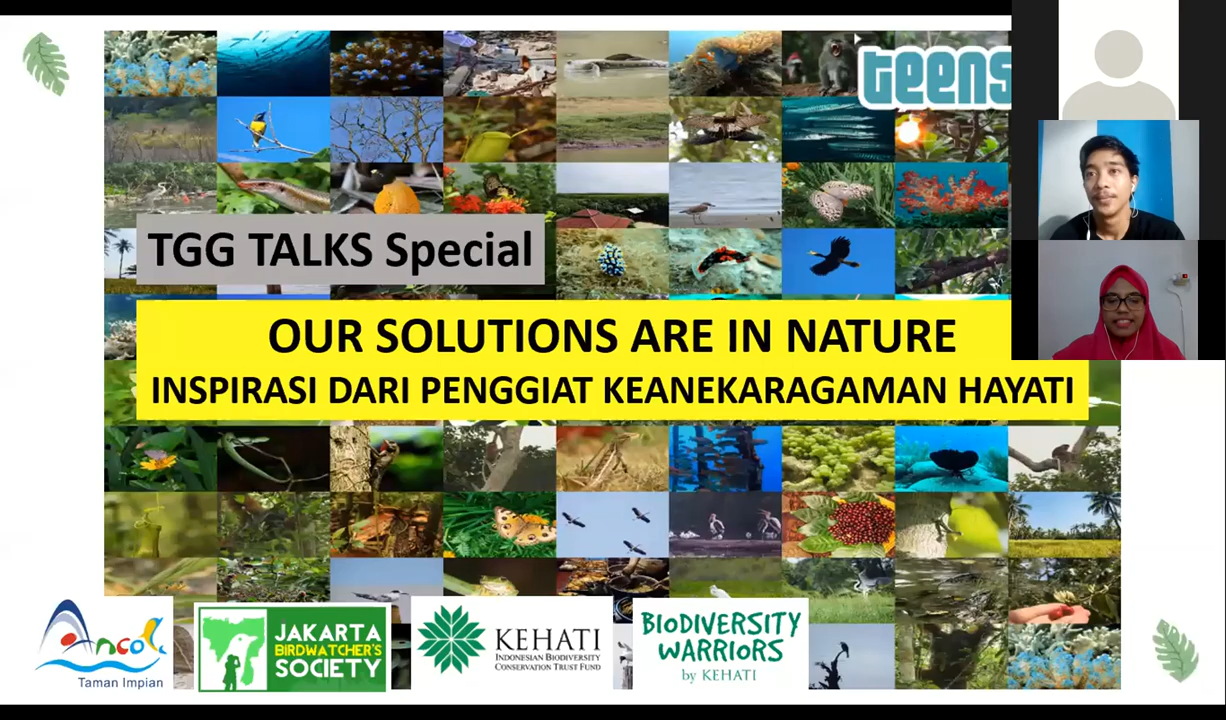 teens
TGG TALKS Special
OUR SOLUTIONS ARE IN NATURE
INSPIRASI DARI PENGGIAT KEANEKARAGAMAN HAYATI
Ancol
Taman Impian
JAKARTA
BIRDWATCHER'S
SOCIETY
KEHATI
INDONESIAN BIODIVERSITY
CONSERVATION TRUST FUND
BIODIVERSITY
WARRIORS
by KEHATI